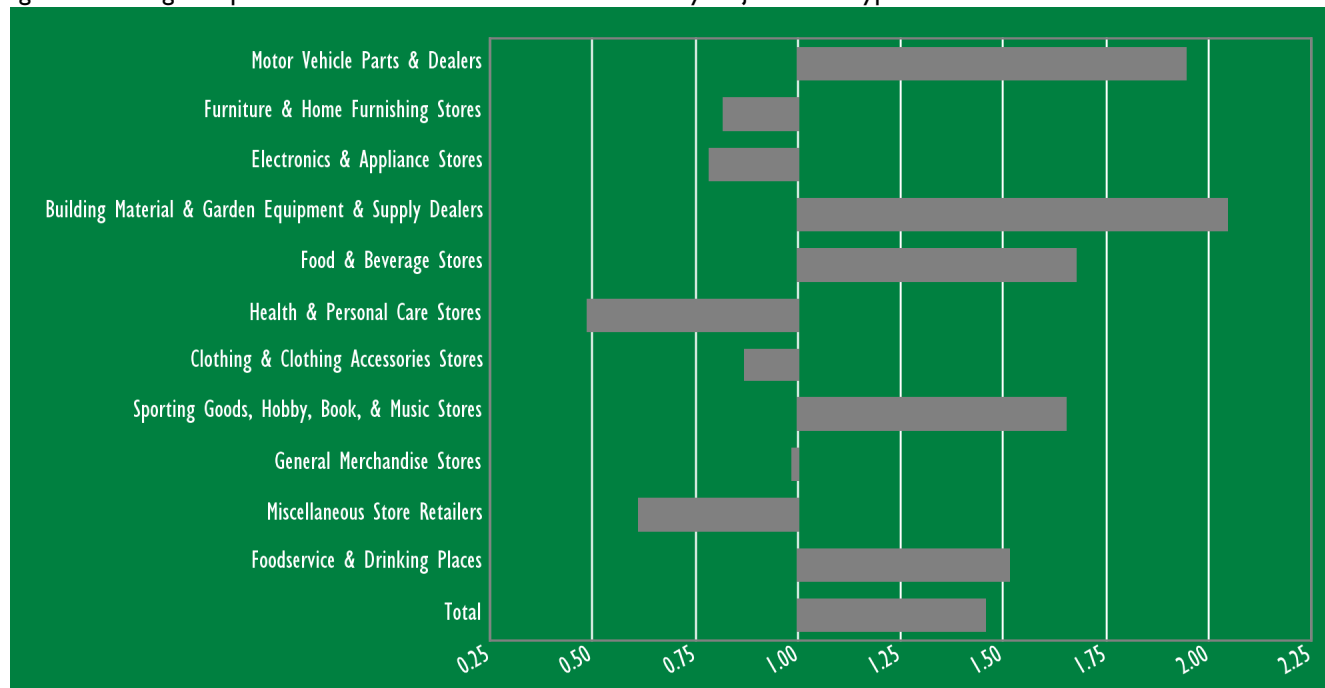 Motor Vehicle Parts & Dealers
Furniture & Home Furnishing Stores
Electronics & Appliance Stores
Building Material & Garden Equipment & Supply Dealers
Food & Beverage Stores
Health & Personal Care Stores
Clothing & Clothing Accessories Stores
Sporting Goods, Hobby, Book, & Music Stores
General Merchandise Stores
Miscellaneous Store Retailers
Foodservice & Drinking Places
Total
0.25 0.50 0.75 1.00 1.25 1.50 1.75 2.00 2.25